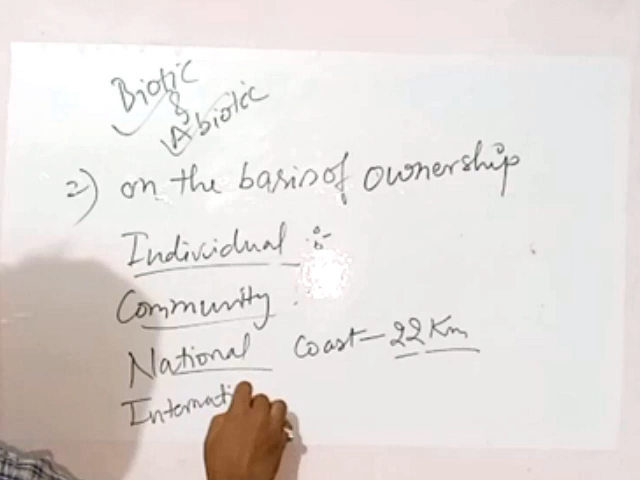 Biotic
&
Abiotic
2) on the basis of ownership
Individual :-
Community :
National Coast - 22 Km
Internati